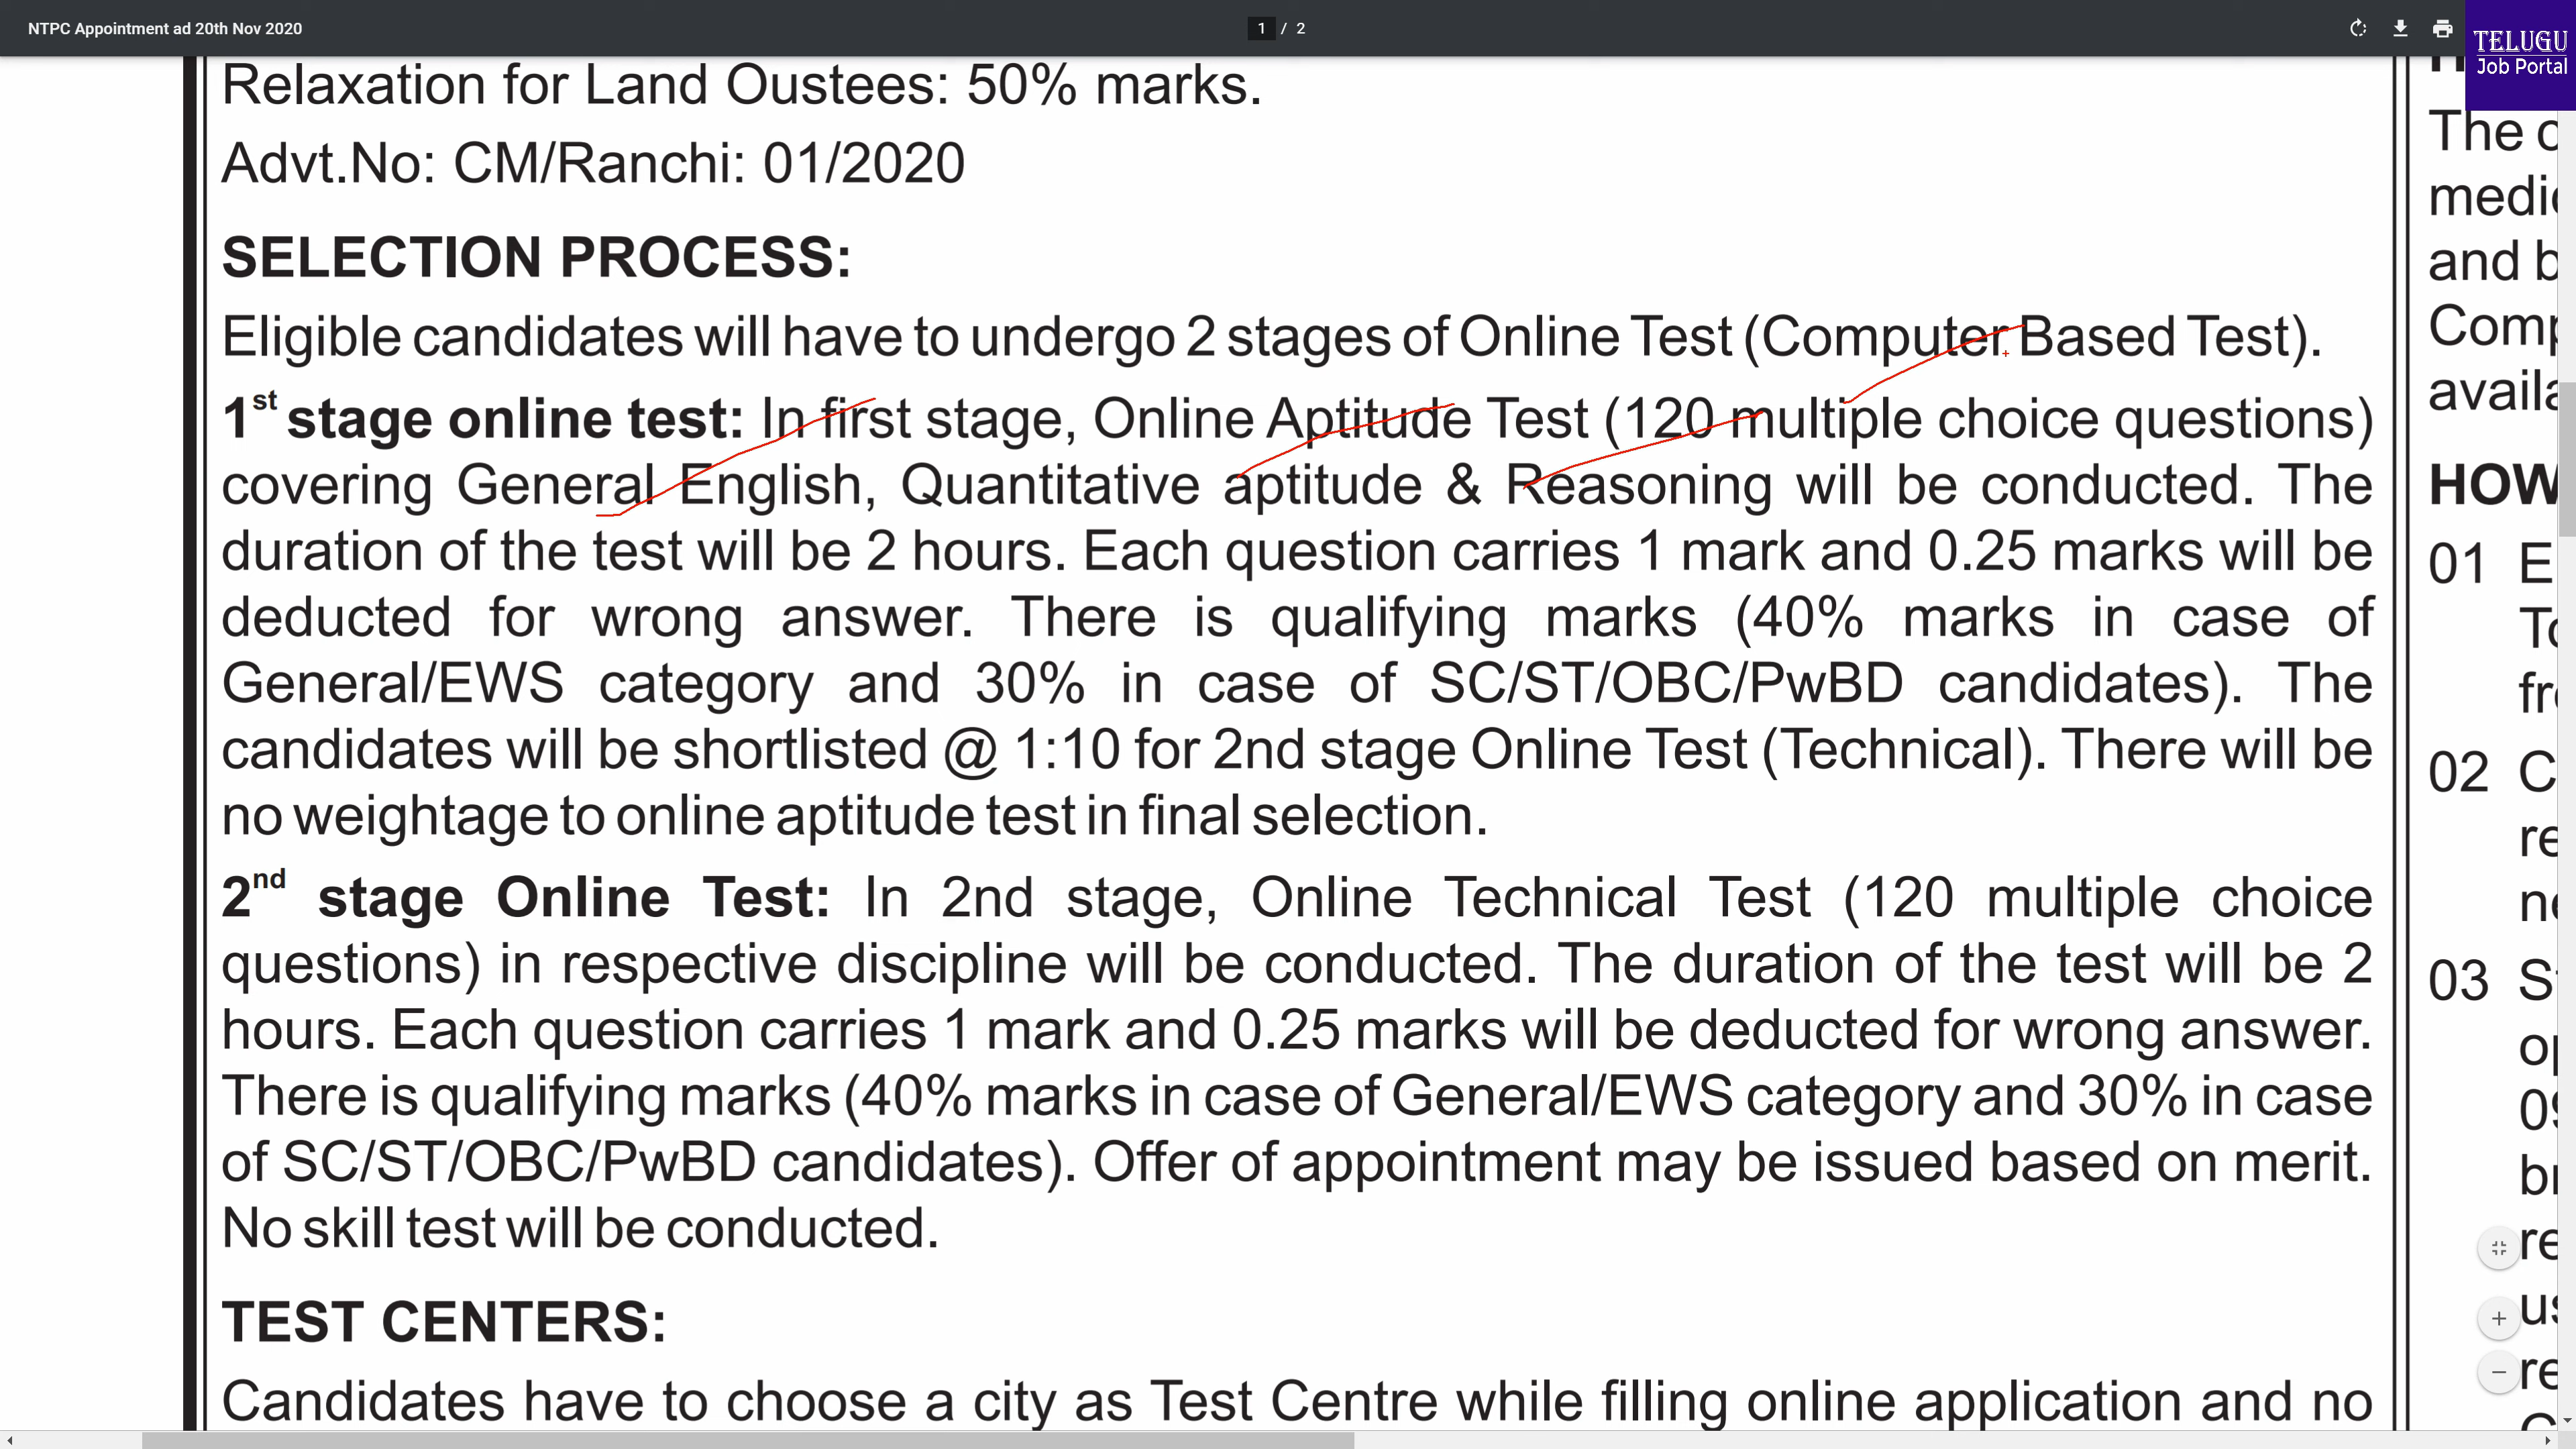 NTPC Appointment ad 20th Nov 2020
1 / 2
TELUGU
Job Portal
Relaxation for Land Oustees: 50% marks.
Advt.No: CM/Ranchi: 01/2020
SELECTION PROCESS:
Eligible candidates will have to undergo 2 stages of Online Test (Computer Based Test).
1st stage online test: In first stage, Online Aptitude Test (120 multiple choice questions)
covering General English, Quantitative aptitude & Reasoning will be conducted. The
duration of the test will be 2 hours. Each question carries 1 mark and 0.25 marks will be
deducted for wrong answer. There is qualifying marks (40% marks in case of
General/EWS category and 30% in case of SC/ST/OBC/PwBD candidates). The
candidates will be shortlisted @ 1:10 for 2nd stage Online Test (Technical). There will be
no weightage to online aptitude test in final selection.
2nd stage Online Test: In 2nd stage, Online Technical Test (120 multiple choice
questions) in respective discipline will be conducted. The duration of the test will be 2
hours. Each question carries 1 mark and 0.25 marks will be deducted for wrong answer.
There is qualifying marks (40% marks in case of General/EWS category and 30% in case
of SC/ST/OBC/PwBD candidates). Offer of appointment may be issued based on merit.
No skill test will be conducted.
TEST CENTERS:
Candidates have to choose a city as Test Centre while filling online application and no
The
and
HOW
01
02
03